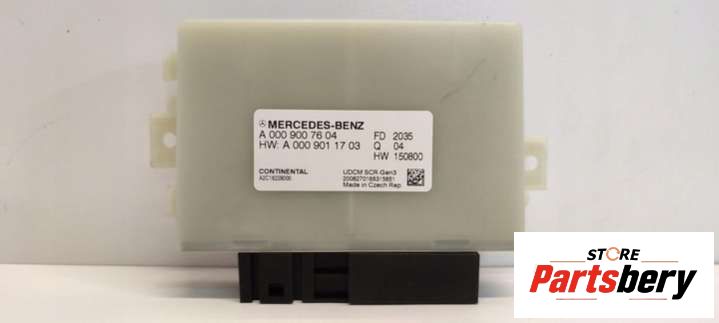 MERCEDES-BENZ
A 000 900 76 04 FD 2035
HW: A 000 901 17 03 Q 04
HW 150800
CONTINENTAL UDCM SCR-Gen3
Made in Czech Rep.
STORE
Partsbery